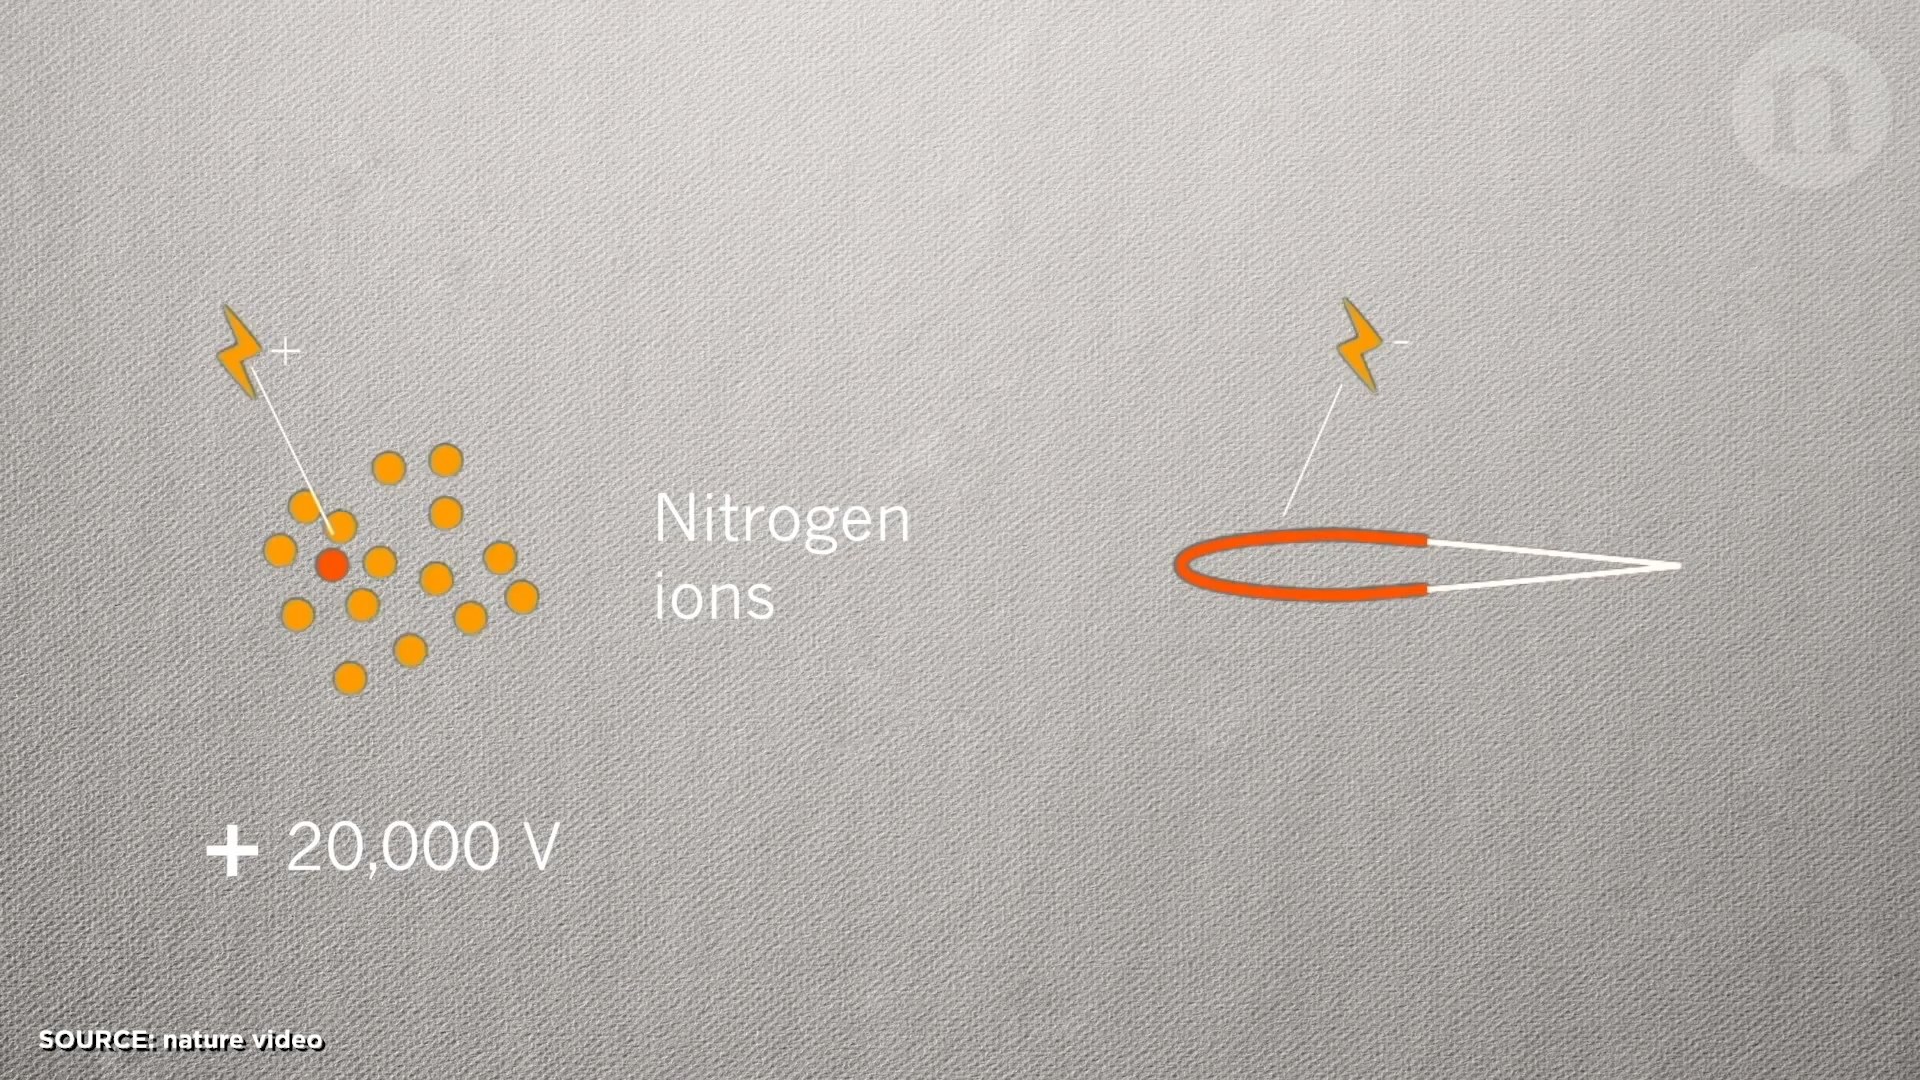 n
+
-
Nitrogen
ions
+ 20,000 V
SOURCE: nature video